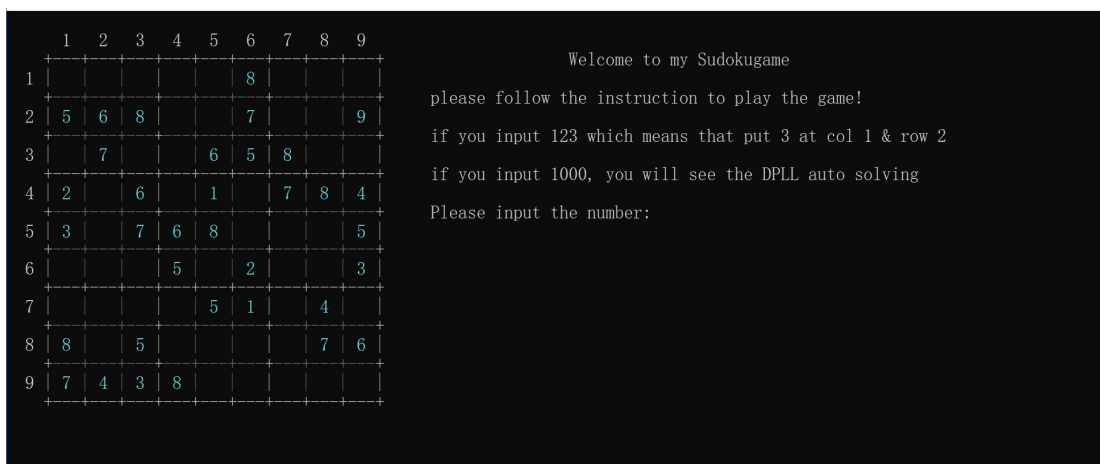 1 2 3 4 5 6 7 8 9
1 8
2 5 6 8 7 9
3 7 6 5 8
4 2 6 1 7 8 4
5 3 7 6 8 5
6 5 2 3
7 5 1 4
8 8 5 7 6
9 7 4 3 8
Welcome to my Sudokugame
please follow the instruction to play the game!
if you input 123 which means that put 3 at col 1 & row 2
if you input 1000, you will see the DPLL auto solving
Please input the number: